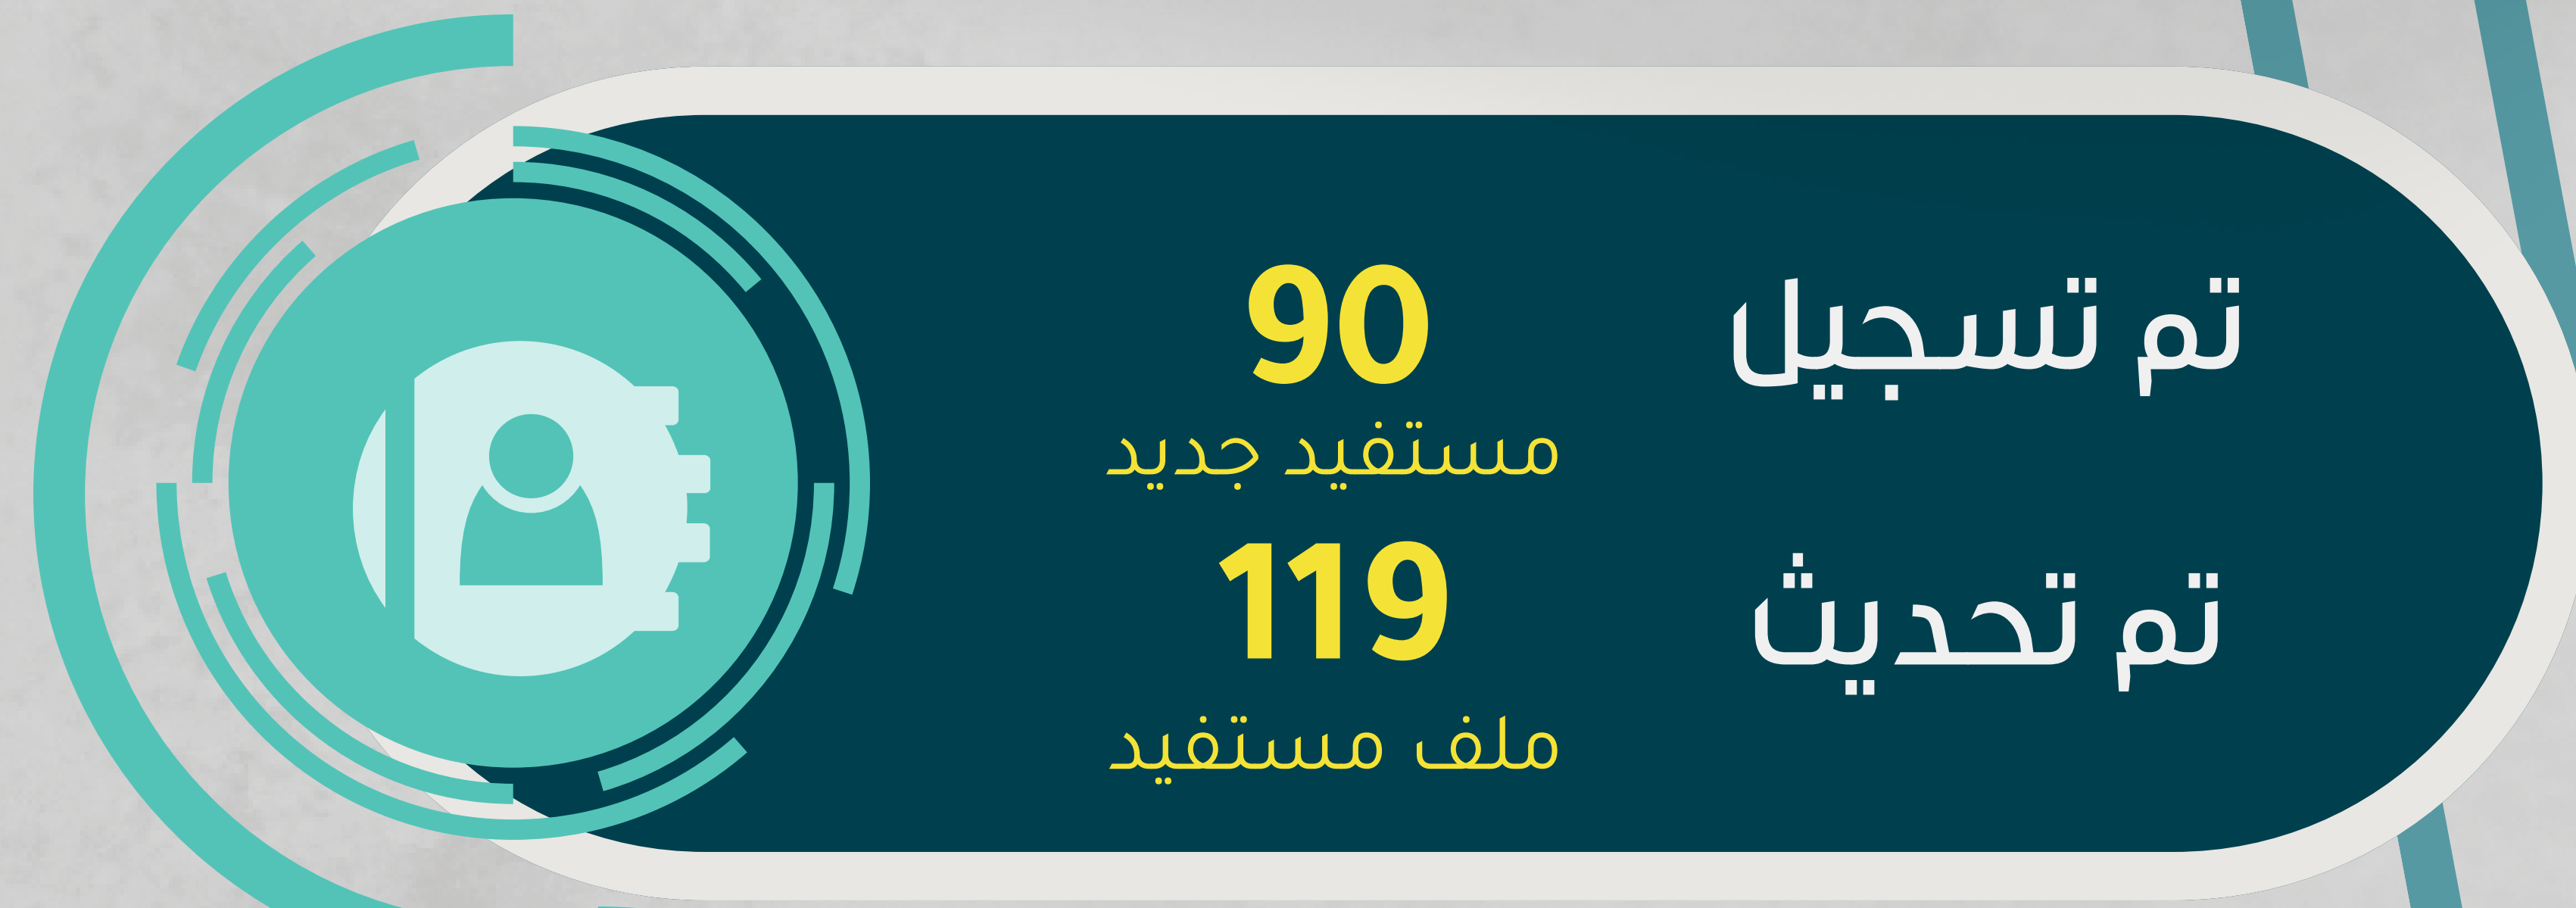 تم تسجيل
90
مستفيد جديد
تم تحديث
119
ملف مستفيد